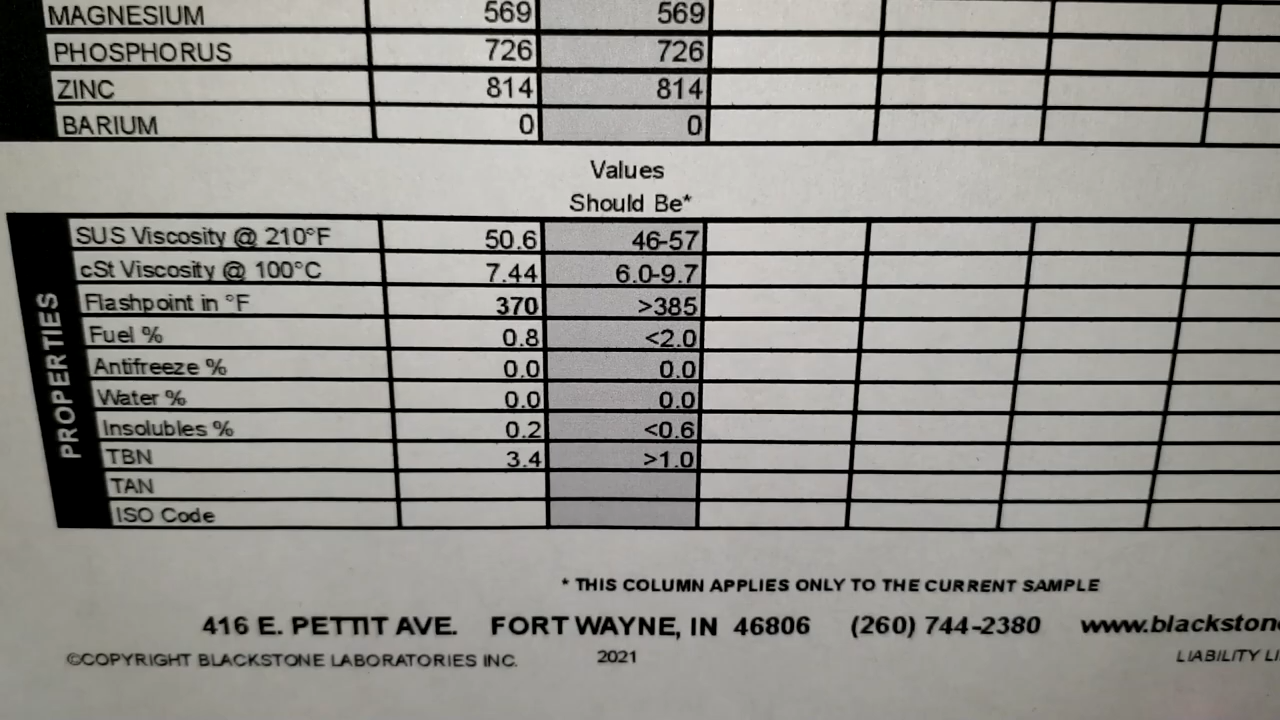 MAGNESIUM 569 569
PHOSPHORUS 726 726
ZINC 814 814
BARIUM 0 0
Values
Should Be*
PROPERTIES
SUS Viscosity @ 210°F 50.6 46-57
cSt Viscosity @ 100°C 7.44 6.0-9.7
Flashpoint in °F 370 >385
Fuel % 0.8 <2.0
Antifreeze % 0.0 0.0
Water % 0.0 0.0
Insolubles % 0.2 <0.6
TBN 3.4 >1.0
TAN
ISO Code
* THIS COLUMN APPLIES ONLY TO THE CURRENT SAMPLE
416 E. PETTIT AVE. FORT WAYNE, IN 46806 (260) 744-2380 www.blackston
©COPYRIGHT BLACKSTONE LABORATORIES INC. 2021 LIABILITY LI